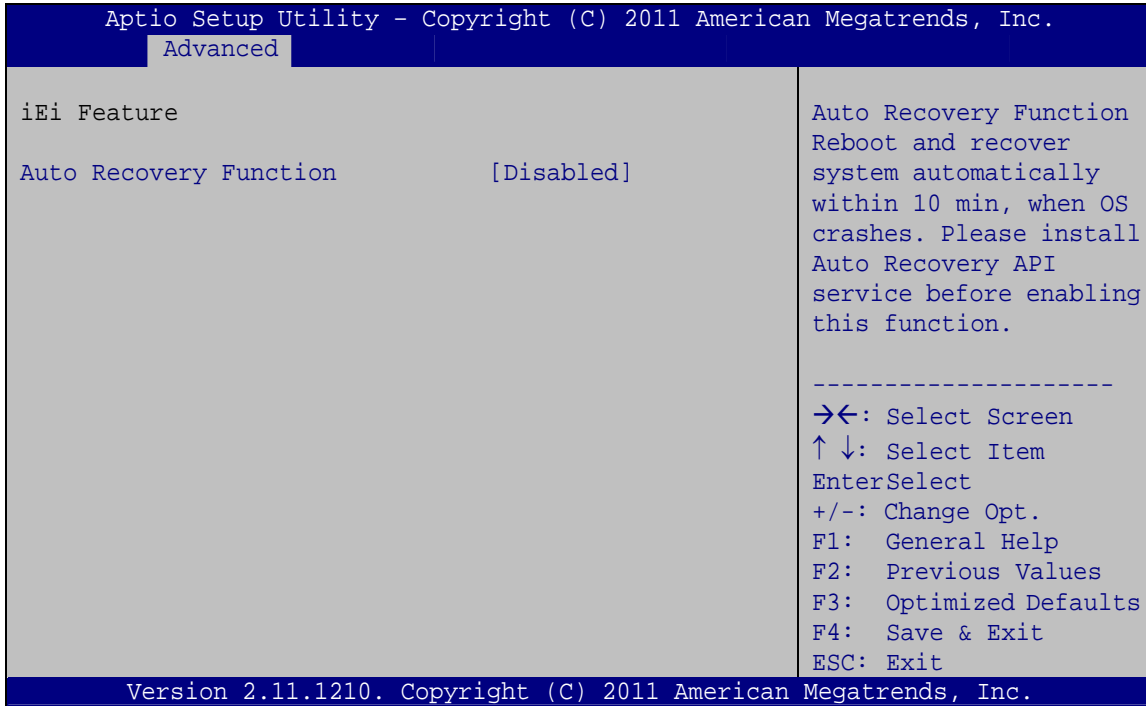 Aptio Setup Utility – Copyright (C) 2011 American Megatrends, Inc.
Advanced
iEi Feature
Auto Recovery Function [Disabled]
Auto Recovery Function
Reboot and recover
system automatically
within 10 min, when OS
crashes. Please install
Auto Recovery API
service before enabling
this function.
---------------------
→←: Select Screen
↑ ↓: Select Item
EnterSelect
+/-: Change Opt.
F1: General Help
F2: Previous Values
F3: Optimized Defaults
F4: Save & Exit
ESC: Exit
Version 2.11.1210. Copyright (C) 2011 American Megatrends, Inc.